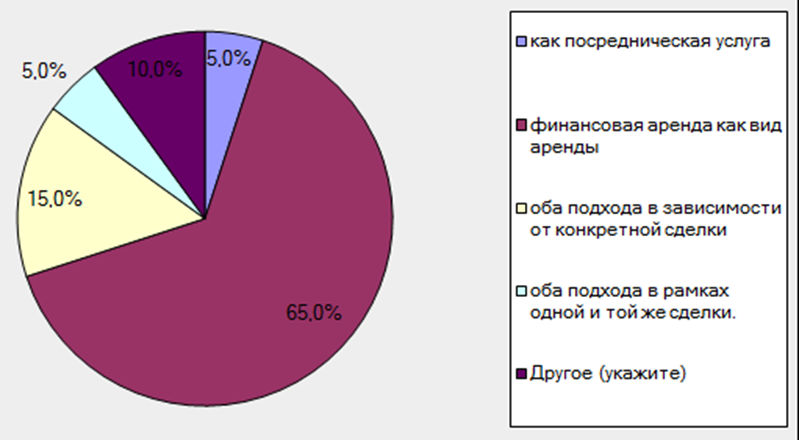 5,0%
10,0%
5,0%
15,0%
65,0%
как посредническая услуга
финансовая аренда как вид
аренды
оба подхода в зависимости
от конкретной сделки
оба подхода в рамках
одной и той же сделки.
Другое (укажите)